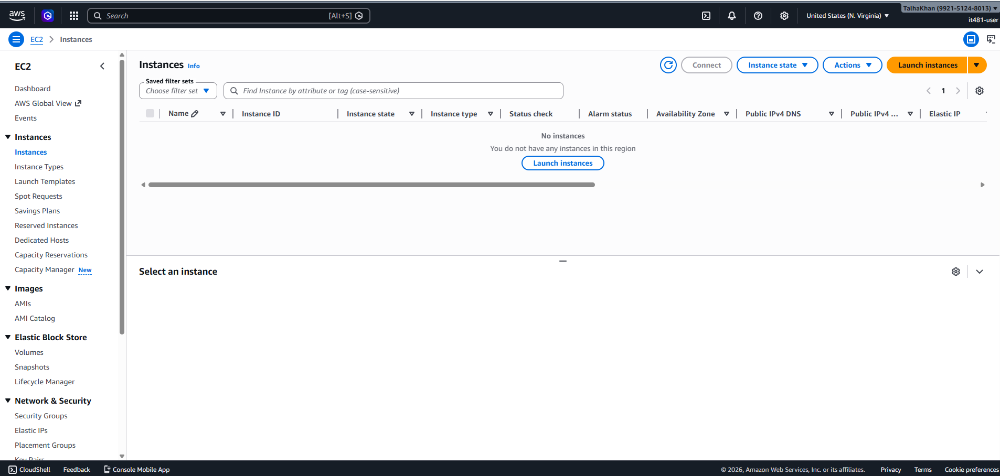 aws
Search [Alt+S]
United States (N. Virginia)
TalhaKhan (9921-5124-8013)
it481-user
EC2 Instances
EC2
Dashboard
AWS Global View
Events
Instances
Instances
Instance Types
Launch Templates
Spot Requests
Savings Plans
Reserved Instances
Dedicated Hosts
Capacity Reservations
Capacity Manager New
Images
AMIs
AMI Catalog
Elastic Block Store
Volumes
Snapshots
Lifecycle Manager
Network & Security
Security Groups
Elastic IPs
Placement Groups
Key Pairs
Instances Info
Connect Instance state Actions Launch instances
Saved filter sets
Choose filter set Find Instance by attribute or tag (case-sensitive) 1
Name Instance ID Instance state Instance type Status check Alarm status Availability Zone Public IPv4 DNS Public IPv4 ... Elastic IP
No instances
You do not have any instances in this region
Launch instances
Select an instance
CloudShell Feedback Console Mobile App © 2026, Amazon Web Services, Inc. or its affiliates. Privacy Terms Cookie preferences